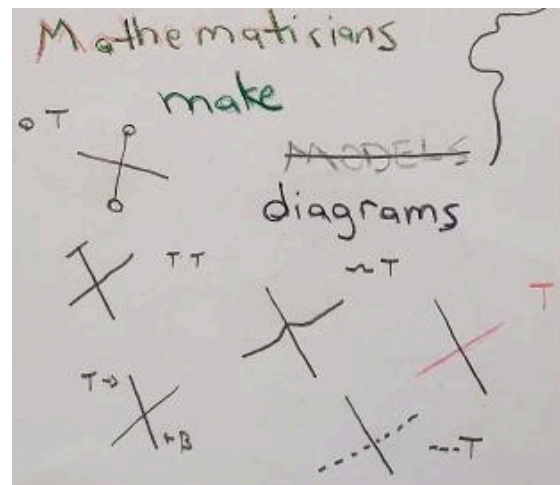 Mathematicians
make
MODELS
diagrams
o T
T T
~ T
T
T →
← B
--- T